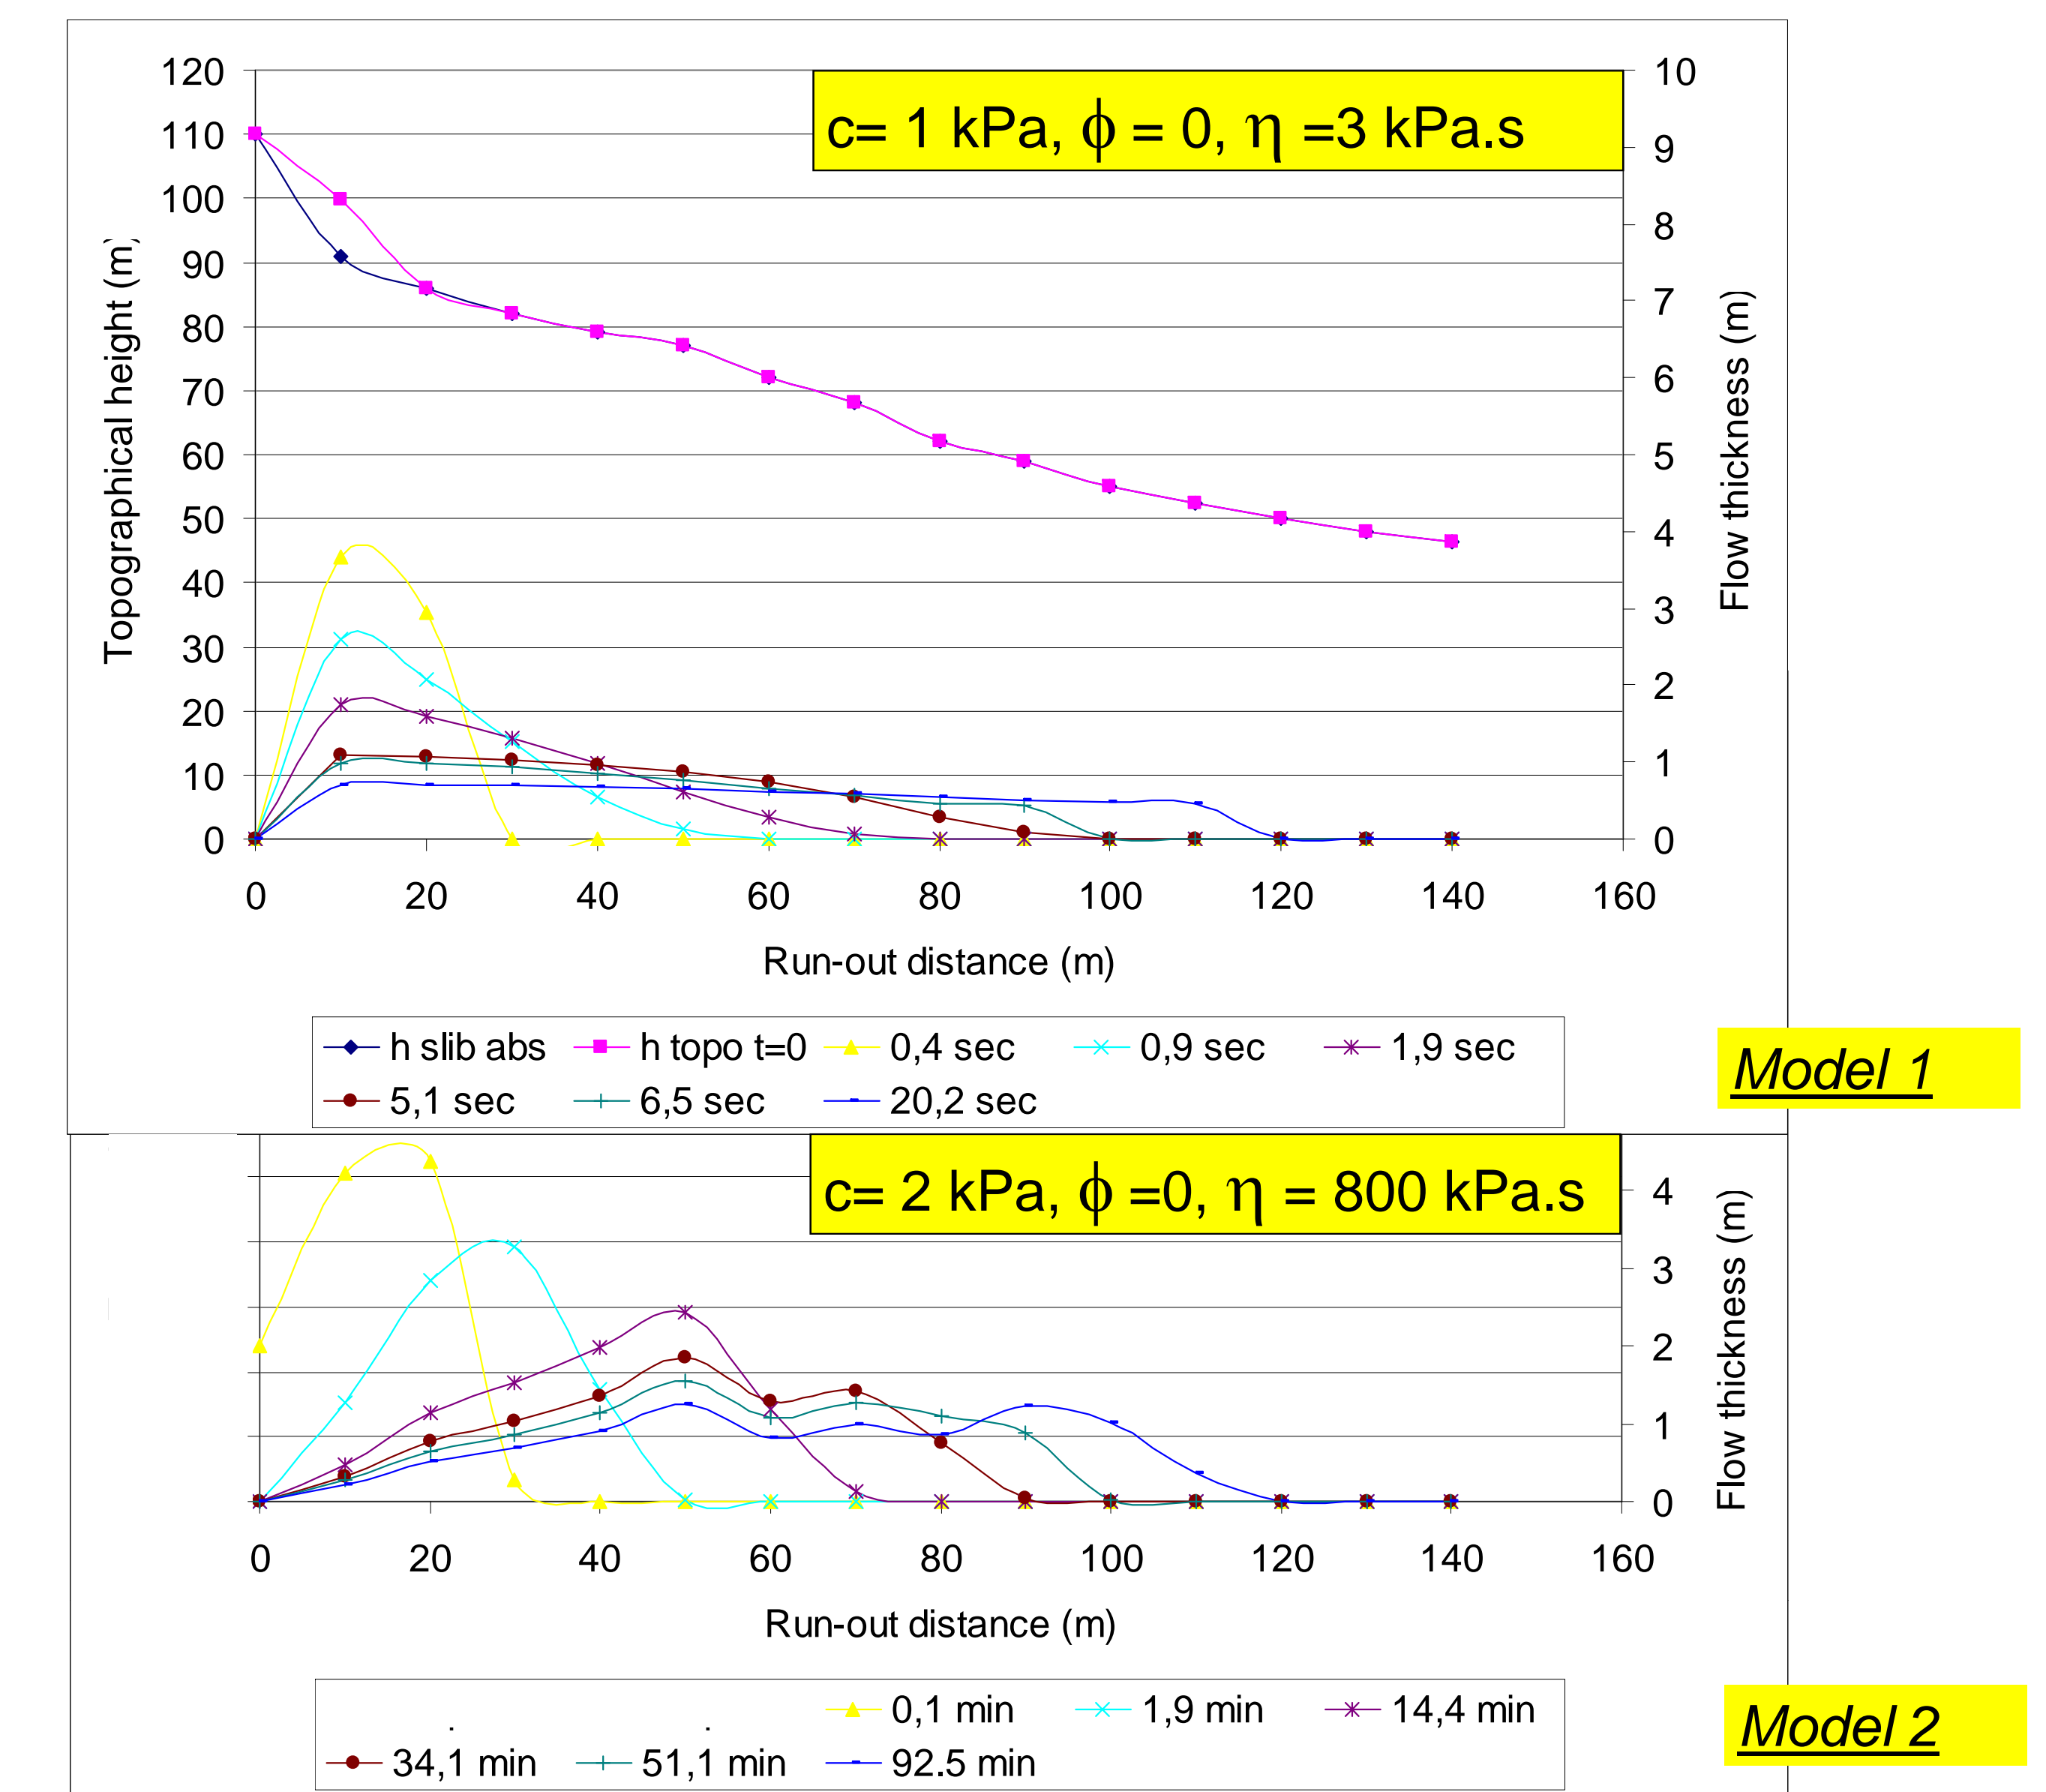 c= 1 kPa, ϕ = 0, η =3 kPa.s
120
110
100
90
80
70
60
50
40
30
20
10
0
Topographical height (m)
10
9
8
7
6
5
4
3
2
1
0
Flow thickness (m)
0 20 40 60 80 100 120 140 160
Run-out distance (m)
h slib abs h topo t=0 0,4 sec 0,9 sec 1,9 sec
5,1 sec 6,5 sec 20,2 sec
Model 1
c= 2 kPa, ϕ =0, η = 800 kPa.s
4
3
2
1
0
Flow thickness (m)
0 20 40 60 80 100 120 140 160
Run-out distance (m)
0,1 min 1,9 min 14,4 min
34,1 min 51,1 min 92.5 min
Model 2